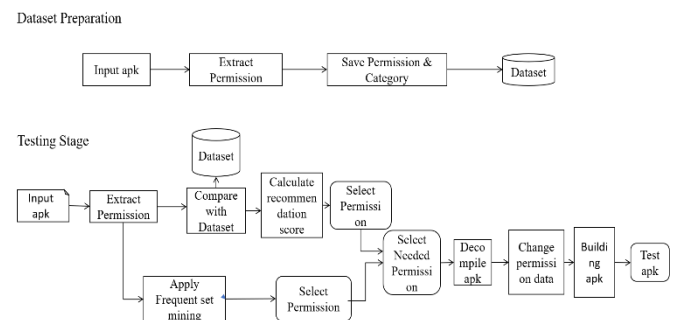 Dataset Preparation
Input apk
Extract
Permission
Save Permission &
Category
Dataset
Testing Stage
Dataset
Input
apk
Extract
Permission
Compare
with
Dataset
Calculate
recommen
dation
score
Select
Permissi
on
Select
Needed
Permissi
on
Deco
mpile
apk
Change
permissi
on data
Buildi
ng
apk
Test
apk
Apply
Frequent set
mining
Select
Permission